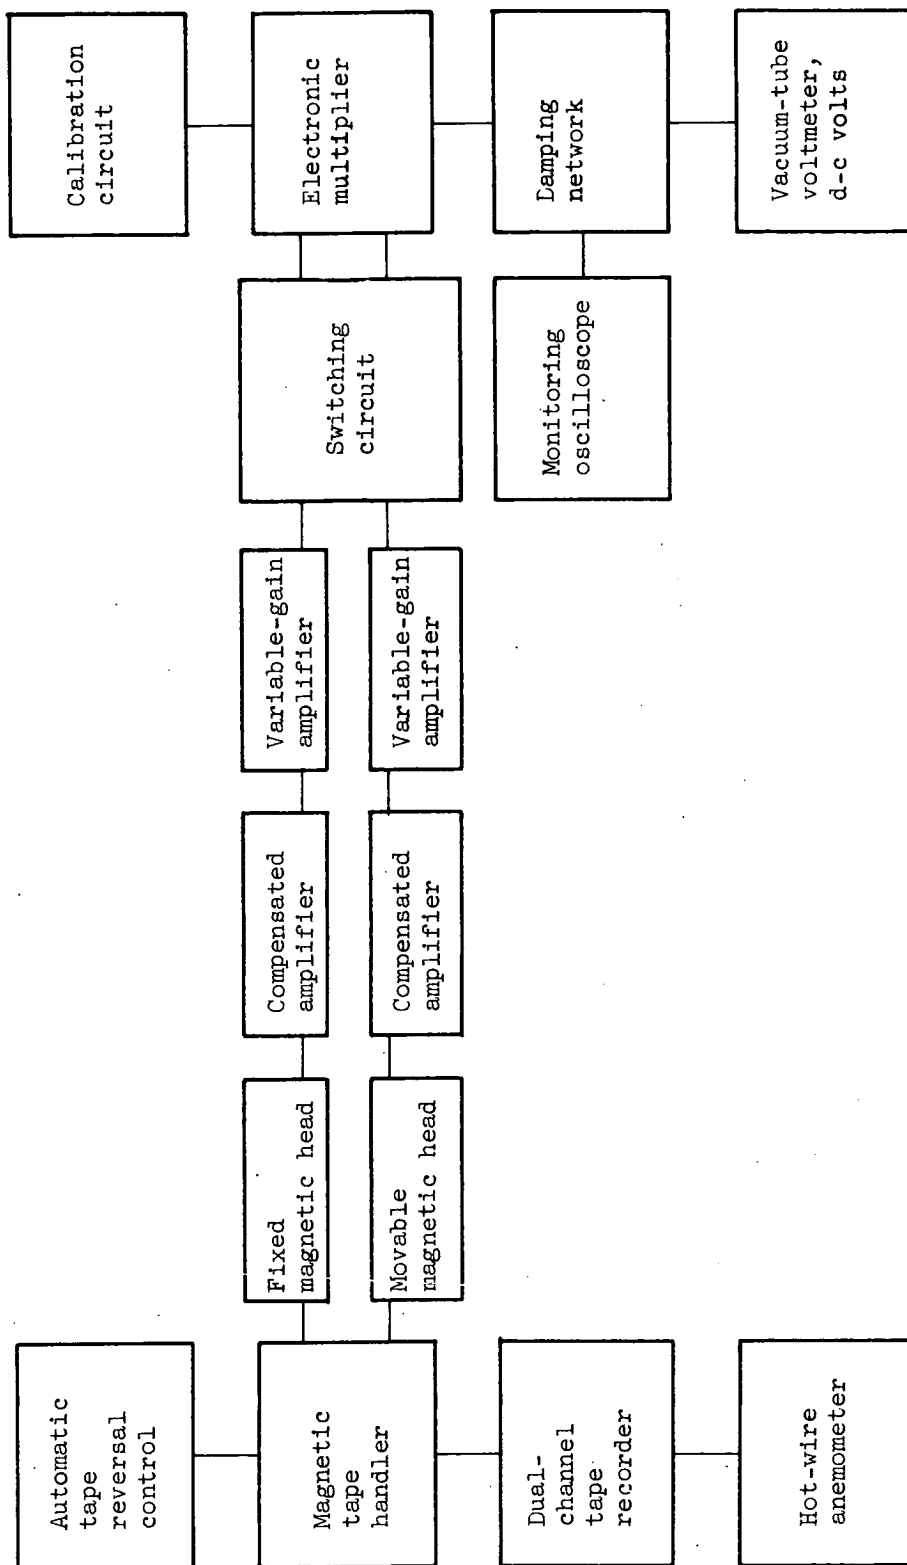 Automatic
tape
reversal
control
Magnetic
tape
handler
Dual-
channel
tape
recorder
Hot-wire
anemometer
Fixed
magnetic head
Movable
magnetic head
Compensated
amplifier
Compensated
amplifier
Variable-gain
amplifier
Variable-gain
amplifier
Switching
circuit
Monitoring
oscilloscope
Calibration
circuit
Electronic
multiplier
Damping
network
Vacuum-tube
voltmeter,
d-c volts